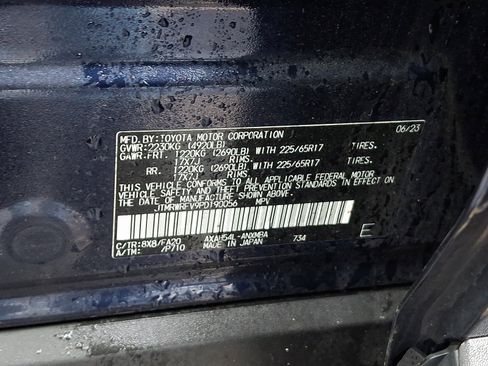 MFD.BY:TOYOTA MOTOR CORPORATION 06/23
GVWR:2230KG (4920LB)
GAWR:FRT. 1220KG (2690LB) WITH 225/65R17 TIRES.
17X7J RIMS.
RR. 1220KG (2690LB) WITH 225/65R17 TIRES.
17X7J RIMS.
THIS VEHICLE CONFORMS TO ALL APPLICABLE FEDERAL MOTOR
VEHICLE SAFETY AND THEFT PREVENTION STANDARDS IN EFFECT
ON THE DATE OF MANUFACTURE SHOWN ABOVE.
JTMRWRFV9PD190056 MPV
C/TR:8X8/FA20 AXAH54L-ANXMBA 734
A/TM: /P710 MADE IN JAPAN
E